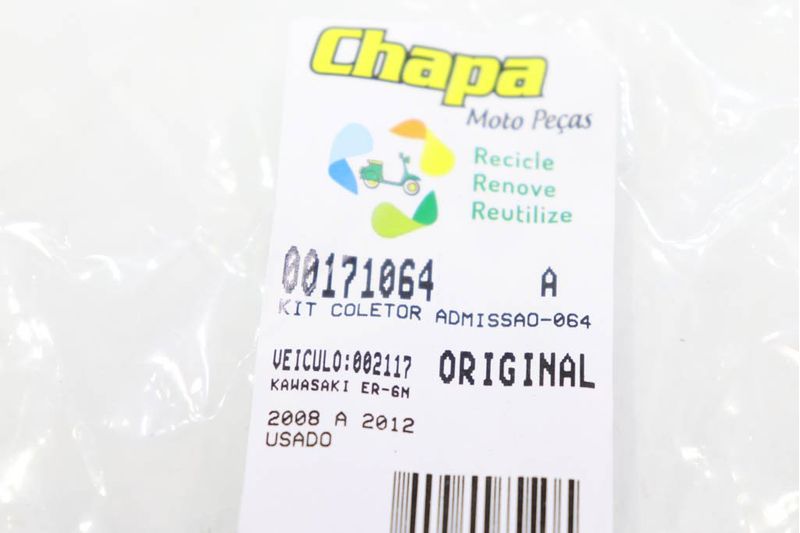 Chapa
Moto Peças
Recicle
Renove
Reutilize
00171064 A
KIT COLETOR ADMISSAO-064
VEICULO:002117 ORIGINAL
KAWASAKI ER-6N
2008 A 2012
USADO